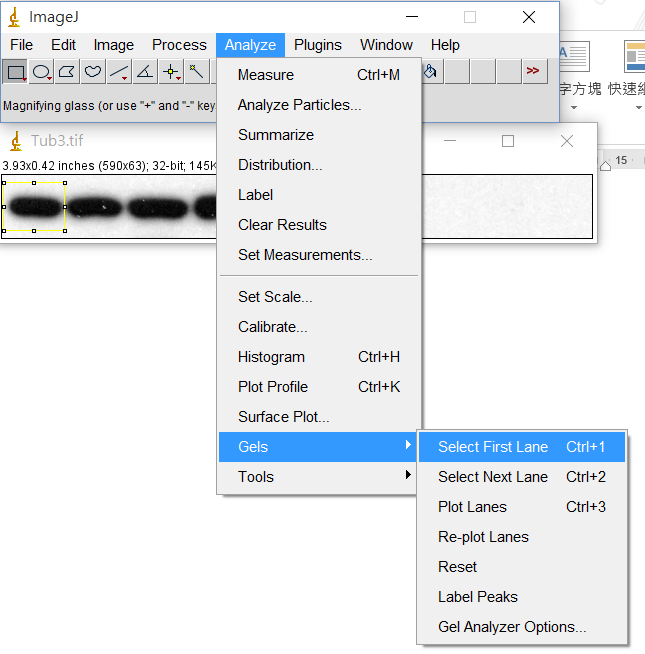 ImageJ
File Edit Image Process Analyze Plugins Window Help
>>
Magnifying glass (or use "+" and "-" key
A
字方塊 快速
15
Tub3.tif
3.93x0.42 inches (590x63); 32-bit; 145K
Measure Ctrl+M
Analyze Particles...
Summarize
Distribution...
Label
Clear Results
Set Measurements...
Set Scale...
Calibrate...
Histogram Ctrl+H
Plot Profile Ctrl+K
Surface Plot...
Gels
Tools
Select First Lane Ctrl+1
Select Next Lane Ctrl+2
Plot Lanes Ctrl+3
Re-plot Lanes
Reset
Label Peaks
Gel Analyzer Options...